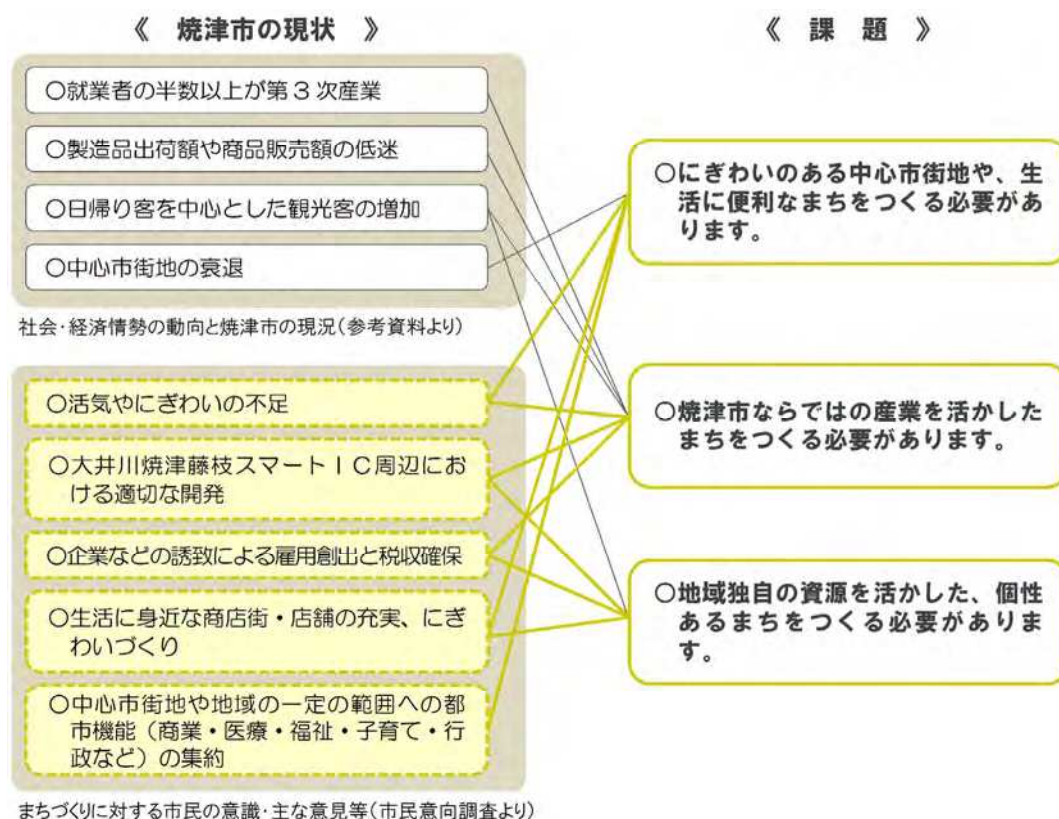 《 焼津市の現状 》
○就業者の半数以上が第３次産業
○製造品出荷額や商品販売額の低迷
○日帰り客を中心とした観光客の増加
○中心市街地の衰退
社会・経済情勢の動向と焼津市の現況（参考資料より）
○活気やにぎわいの不足
○大井川焼津藤枝スマートＩＣ周辺にお
ける適切な開発
○企業などの誘致による雇用創出と税収確保
○生活に身近な商店街・店舗の充実、にぎ
わいづくり
○中心市街地や地域の一定の範囲への都
市機能（商業・医療・福祉・子育て・行
政など）の集約
まちづくりに対する市民の意識・主な意見等（市民意向調査より）
《 課 題 》
○にぎわいのある中心市街地や、生
活に便利なまちをつくる必要があ
ります。
○焼津市ならではの産業を活かした
まちをつくる必要があります。
○地域独自の資源を活かした、個性
あるまちをつくる必要がありま
す。